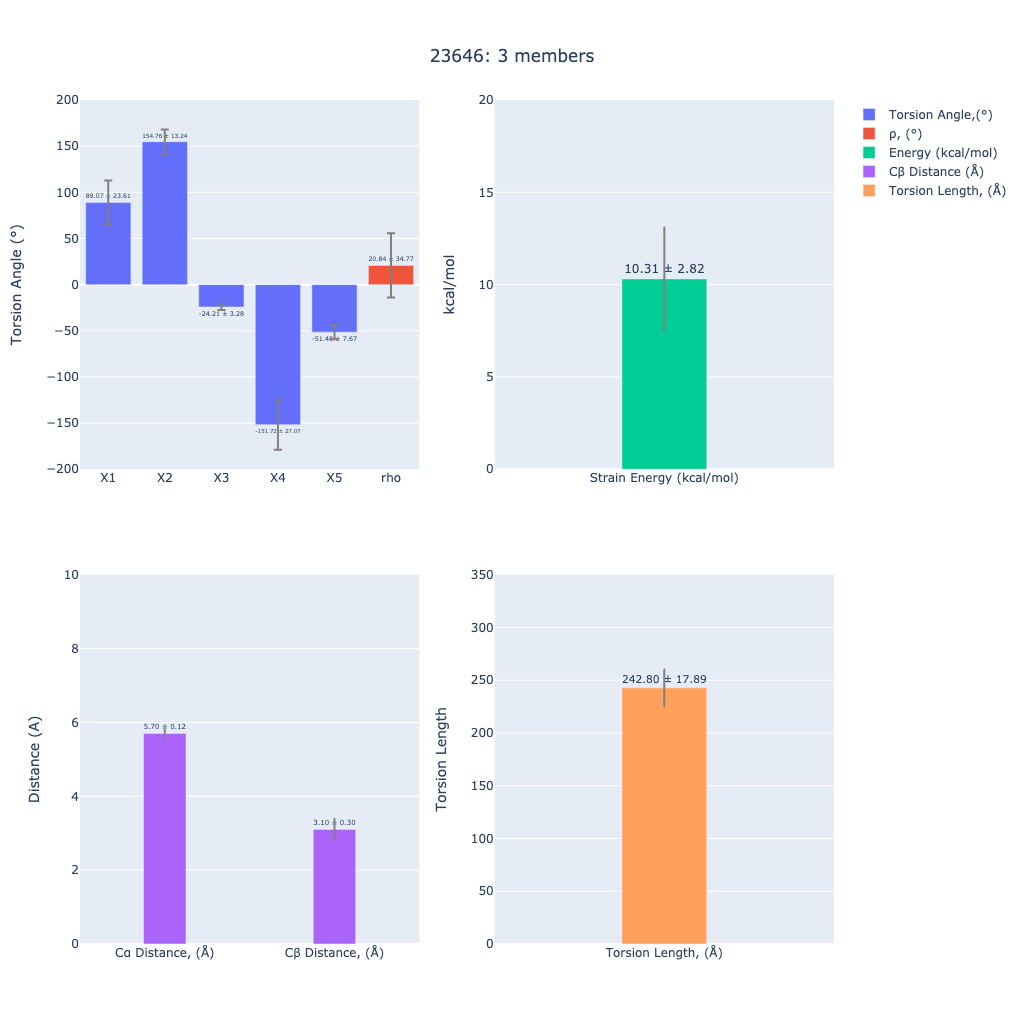 23646: 3 members
Torsion Angle (°)
200
150
100
50
0
−50
−100
−150
−200
89.07 ± 23.61
154.76 ± 13.24
-24.21 ± 3.28
-151.72 ± 27.07
-51.48 ± 7.67
20.84 ± 34.77
X1 X2 X3 X4 X5 rho
kcal/mol
20
15
10
5
0
10.31 ± 2.82
Strain Energy (kcal/mol)
Torsion Angle,(°)
ρ, (°)
Energy (kcal/mol)
Cβ Distance (Å)
Torsion Length, (Å)
Distance (A)
10
8
6
4
2
0
5.70 ± 0.12
3.10 ± 0.30
Cα Distance, (Å) Cβ Distance, (Å)
Torsion Length
350
300
250
200
150
100
50
0
242.80 ± 17.89
Torsion Length, (Å)